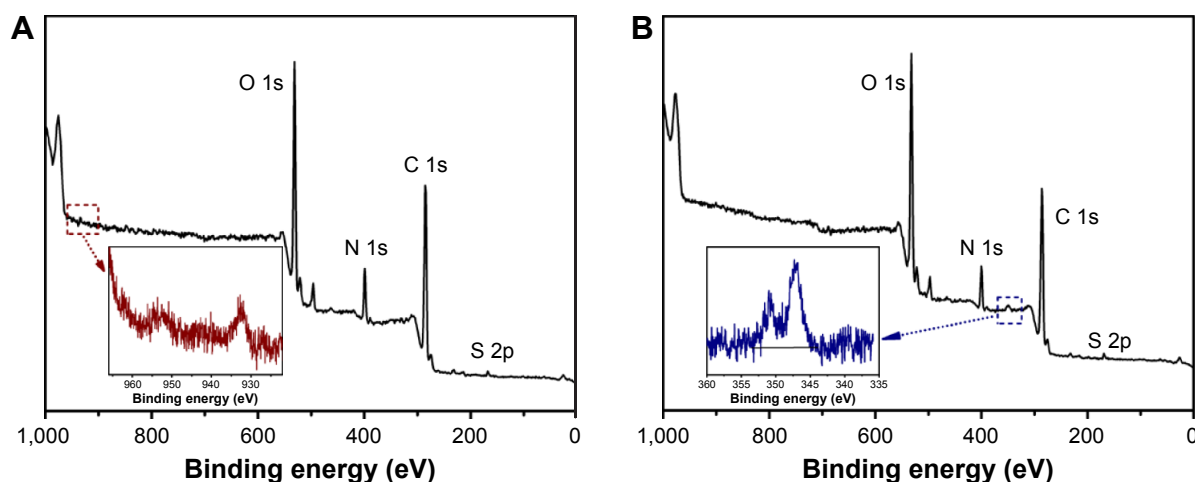 A
O 1s
C 1s
N 1s
S 2p
960 950 940 930
Binding energy (eV)
1,000 800 600 400 200 0
Binding energy (eV)
B
O 1s
C 1s
N 1s
S 2p
360 355 350 345 340 335
Binding energy (eV)
1,000 800 600 400 200 0
Binding energy (eV)